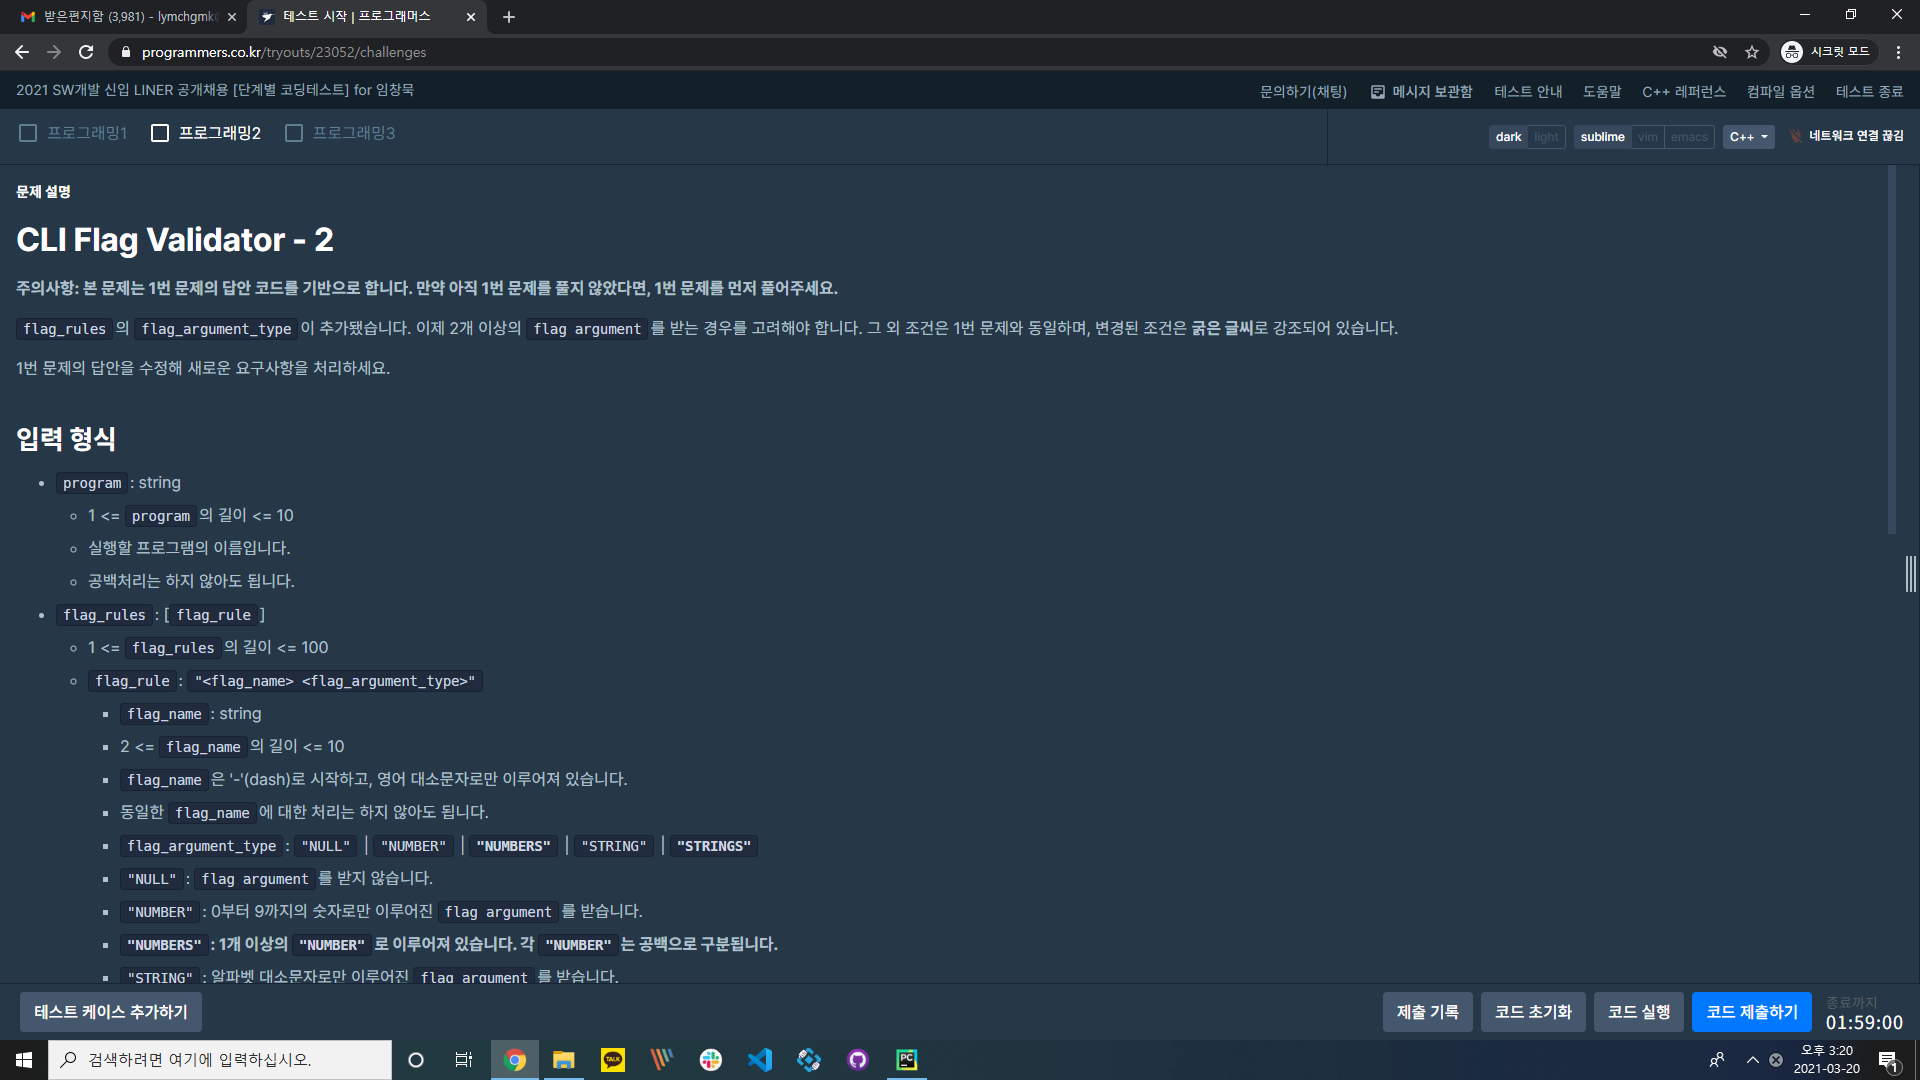 받은편지함 (3,981) - lymchgmk
테스트 시작 | 프로그래머스
programmers.co.kr/tryouts/23052/challenges
시크릿 모드
2021 SW개발 신입 LINER 공개채용 [단계별 코딩테스트] for 임창묵
문의하기(채팅) 메시지 보관함 테스트 안내 도움말 C++ 레퍼런스 컴파일 옵션 테스트 종료
프로그래밍1 프로그래밍2 프로그래밍3
dark light sublime vim emacs C++ 네트워크 연결 끊김
문제 설명
CLI Flag Validator - 2
주의사항: 본 문제는 1번 문제의 답안 코드를 기반으로 합니다. 만약 아직 1번 문제를 풀지 않았다면, 1번 문제를 먼저 풀어주세요.
flag_rules 의 flag_argument_type 이 추가됐습니다. 이제 2개 이상의 flag argument 를 받는 경우를 고려해야 합니다. 그 외 조건은 1번 문제와 동일하며, 변경된 조건은 굵은 글씨로 강조되어 있습니다.
1번 문제의 답안을 수정해 새로운 요구사항을 처리하세요.
입력 형식
program : string
1 <= program 의 길이 <= 10
실행할 프로그램의 이름입니다.
공백처리는 하지 않아도 됩니다.
flag_rules : [ flag_rule ]
1 <= flag_rules 의 길이 <= 100
flag_rule : "<flag_name> <flag_argument_type>"
flag_name : string
2 <= flag_name 의 길이 <= 10
flag_name 은 '-'(dash)로 시작하고, 영어 대소문자로만 이루어져 있습니다.
동일한 flag_name 에 대한 처리는 하지 않아도 됩니다.
flag_argument_type : "NULL" | "NUMBER" | "NUMBERS" | "STRING" | "STRINGS"
"NULL" : flag argument 를 받지 않습니다.
"NUMBER" : 0부터 9까지의 숫자로만 이루어진 flag argument 를 받습니다.
"NUMBERS" : 1개 이상의 "NUMBER" 로 이루어져 있습니다. 각 "NUMBER" 는 공백으로 구분됩니다.
"STRING" : 알파벳 대소문자로만 이루어진 flag argument 를 받습니다.
테스트 케이스 추가하기
제출 기록 코드 초기화 코드 실행 코드 제출하기
종료까지
01:59:00
검색하려면 여기에 입력하십시오.
TALK
PC
오후 3:20
2021-03-20
1